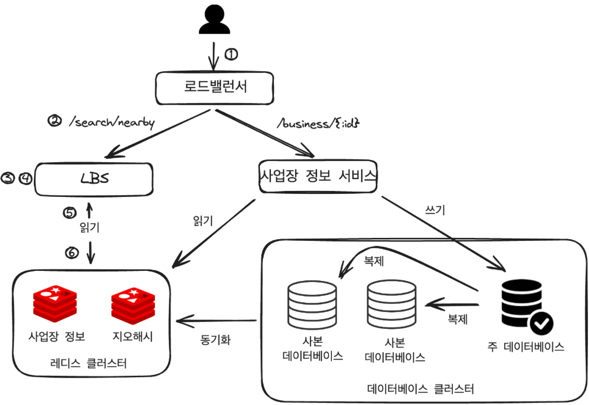 ①
로드밸런서
② /search/nearby
/business/{:id}
③ ④ LBS
사업장 정보 서비스
⑤
읽기
⑥
읽기
쓰기
복제
복제
사업장 정보
지오해시
레디스 클러스터
동기화
사본
데이터베이스
사본
데이터베이스
주 데이터베이스
데이터베이스 클러스터